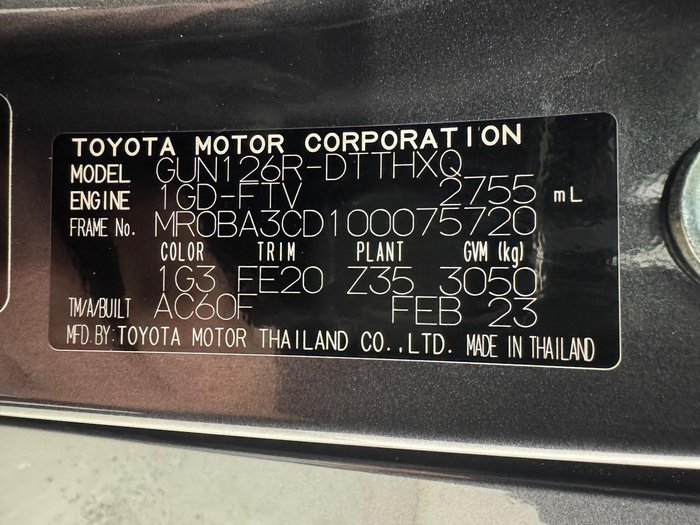 TOYOTA MOTOR CORPORATION
MODEL GUN126R-DTTHXQ
ENGINE 1GD-FTV 2755 mL
FRAME No. MR0BA3CD100075720
COLOR TRIM PLANT GVM (kg)
1G3 FE20 Z35 3050
TM/A/BUILT AC60F FEB 23
MFD.BY:TOYOTA MOTOR THAILAND CO.,LTD. MADE IN THAILAND